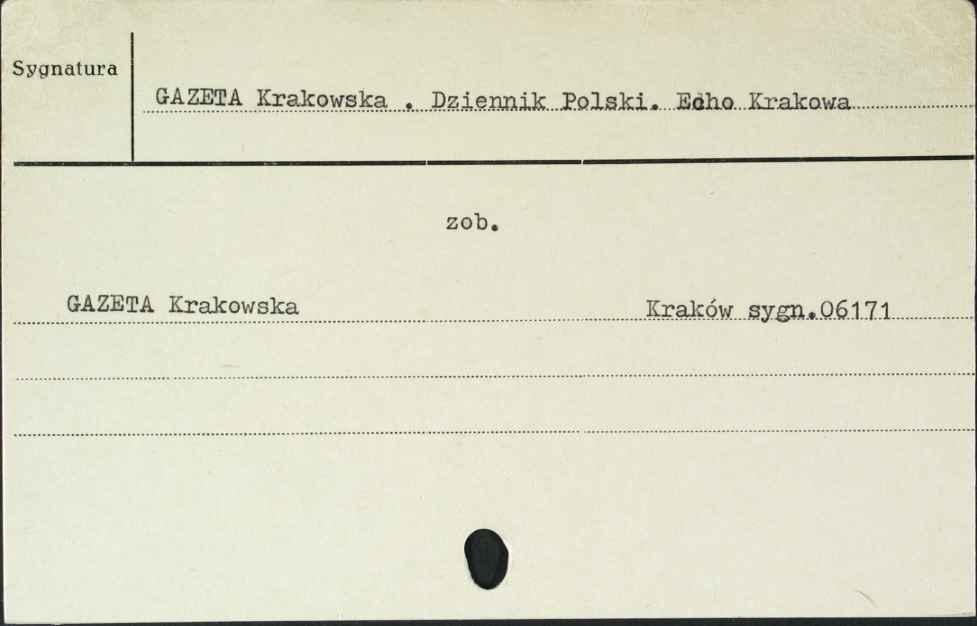 Sygnatura
GAZETA Krakowska . Dziennik Polski. Echo Krakowa
zob.
GAZETA Krakowska Kraków sygn.06171